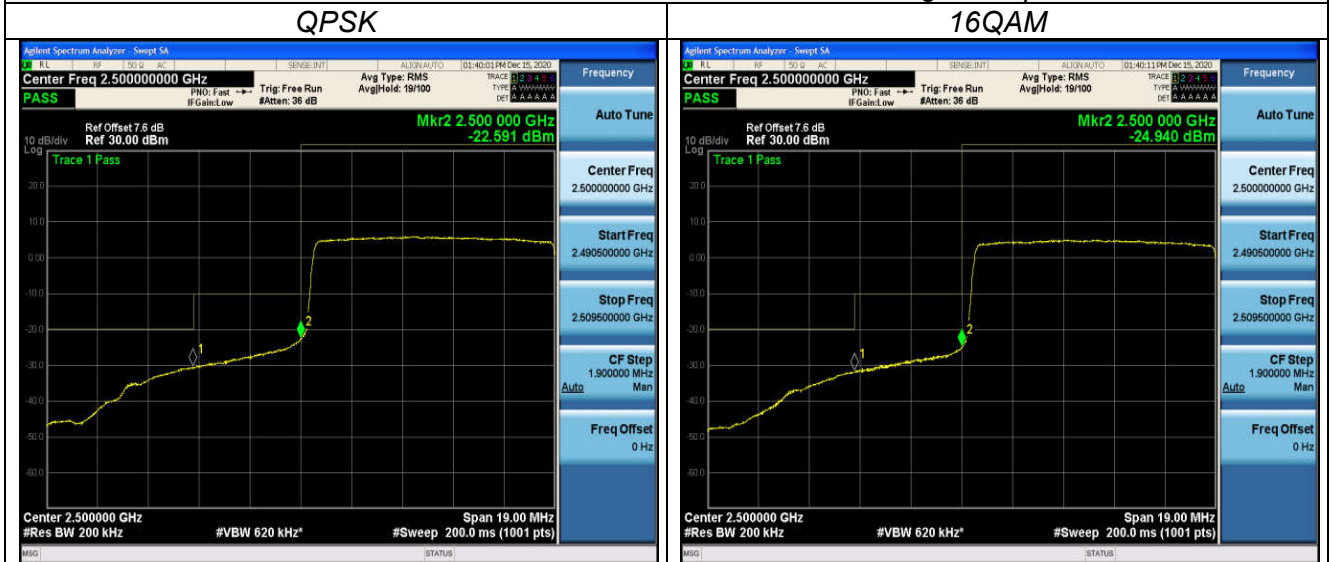 QPSK
Agilent Spectrum Analyzer - Swept SA
RL RF 50 Ω AC SENSE:INT ALIGN AUTO 01:40:01 PM Dec 15, 2020
Center Freq 2.500000000 GHz
PASS
PNO: Fast
IFGain:Low
Trig: Free Run
#Atten: 36 dB
Avg Type: RMS
Avg|Hold: 19/100
TRACE 1 2 3 4 5 6
TYPE A WWWWW
DET A A A A A A
Ref Offset 7.6 dB
10 dB/div Ref 30.00 dBm
Log
Mkr2 2.500 000 GHz
-22.591 dBm
Trace 1 Pass
20.0
10.0
0.00
-10.0
-20.0
-30.0
-40.0
-50.0
-60.0
1
2
Center 2.500000 GHz Span 19.00 MHz
#Res BW 200 kHz #VBW 620 kHz* #Sweep 200.0 ms (1001 pts)
MSG STATUS
Frequency
Auto Tune
Center Freq
2.500000000 GHz
Start Freq
2.490500000 GHz
Stop Freq
2.509500000 GHz
CF Step
1.900000 MHz
Auto Man
Freq Offset
0 Hz
16QAM
Agilent Spectrum Analyzer - Swept SA
RL RF 50 Ω AC SENSE:INT ALIGN AUTO 01:40:11 PM Dec 15, 2020
Center Freq 2.500000000 GHz
PASS
PNO: Fast
IFGain:Low
Trig: Free Run
#Atten: 36 dB
Avg Type: RMS
Avg|Hold: 19/100
TRACE 1 2 3 4 5 6
TYPE A WWWWW
DET A A A A A A
Ref Offset 7.6 dB
10 dB/div Ref 30.00 dBm
Log
Mkr2 2.500 000 GHz
-24.940 dBm
Trace 1 Pass
20.0
10.0
0.00
-10.0
-20.0
-30.0
-40.0
-50.0
-60.0
1
2
Center 2.500000 GHz Span 19.00 MHz
#Res BW 200 kHz #VBW 620 kHz* #Sweep 200.0 ms (1001 pts)
MSG STATUS
Frequency
Auto Tune
Center Freq
2.500000000 GHz
Start Freq
2.490500000 GHz
Stop Freq
2.509500000 GHz
CF Step
1.900000 MHz
Auto Man
Freq Offset
0 Hz